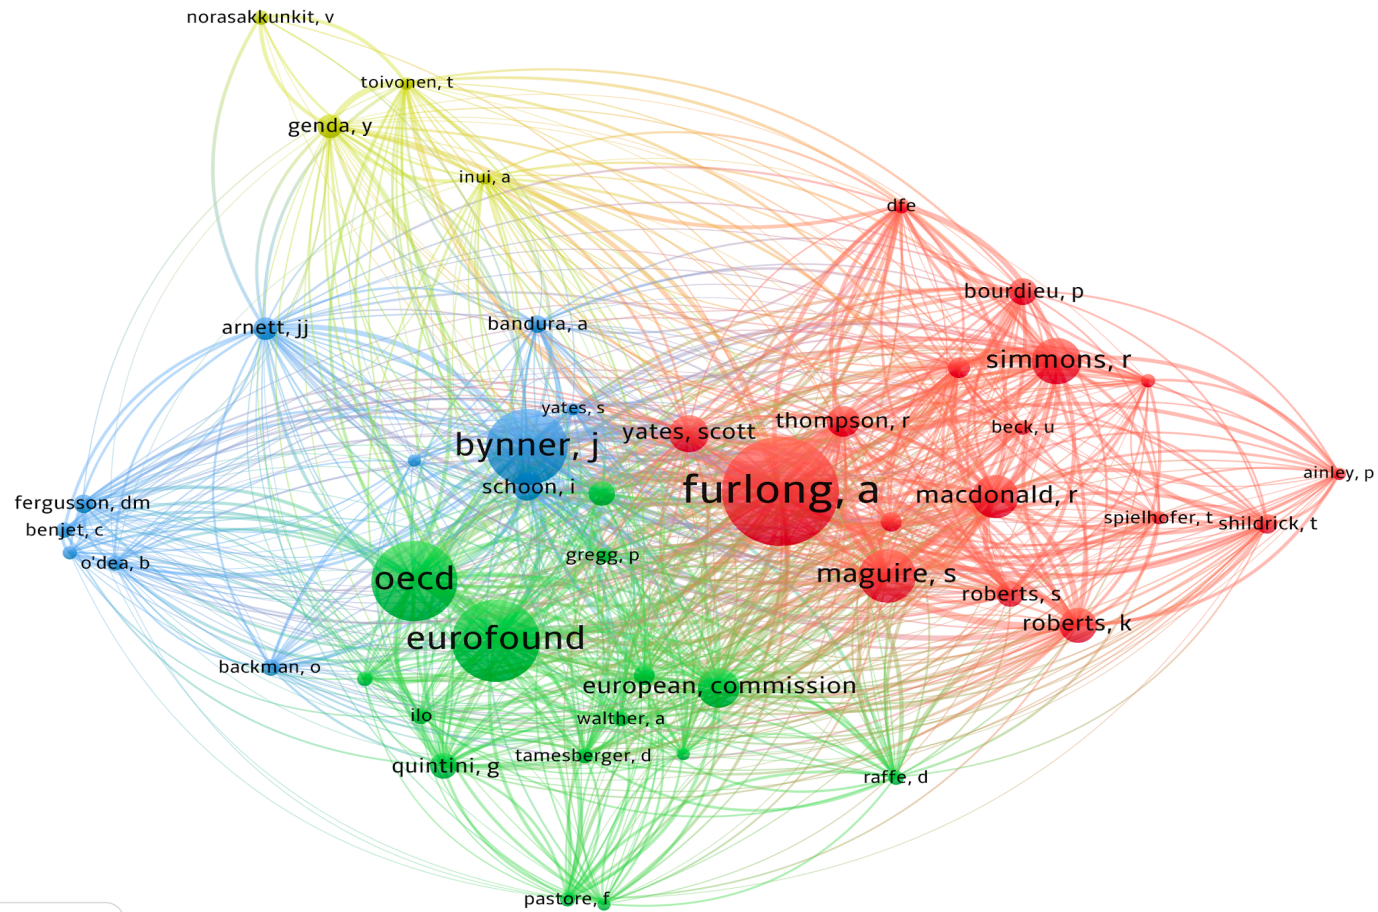 norasakkunkit, v
toivonen, t
genda, y
inui, a
dfe
bourdieu, p
arnett, jj
bandura, a
simmons, r
yates, s
thompson, r
beck, u
yates, scott
bynner, j
ainley, p
schoon, i
furlong, a
macdonald, r
fergusson, dm
spielhofer, t
shildrick, t
benjet, c
gregg, p
o'dea, b
oecd
maguire, s
roberts, s
roberts, k
eurofound
backman, o
european, commission
ilo
walther, a
tamesberger, d
quintini, g
raffe, d
pastore, f